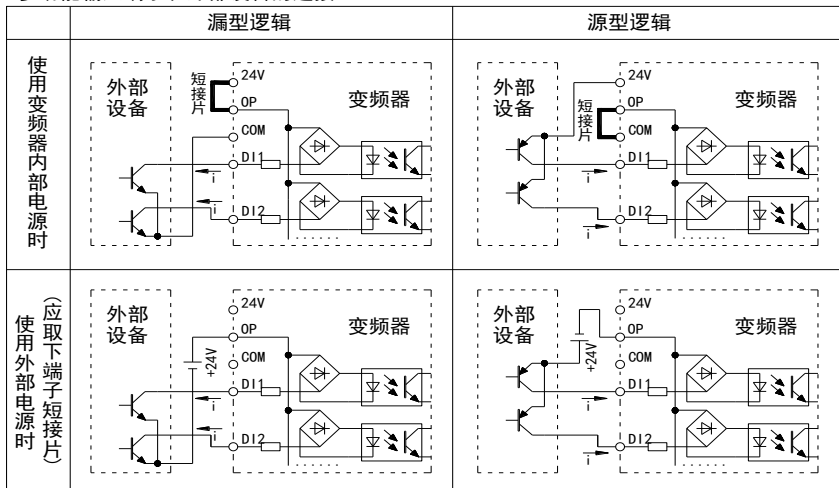 漏型逻辑
源型逻辑
使用变频器内部电源时
外部
设备
短接片
24V
OP
COM
DI1
DI2
i
i
变频器
......
外部
设备
短接片
24V
OP
COM
DI1
DI2
i
i
变频器
......
(应取下端子短接片)
使用外部电源时
外部
设备
+24V
24V
OP
COM
DI1
DI2
i
i
变频器
......
外部
设备
+24V
24V
OP
COM
DI1
DI2
i
i
变频器
......